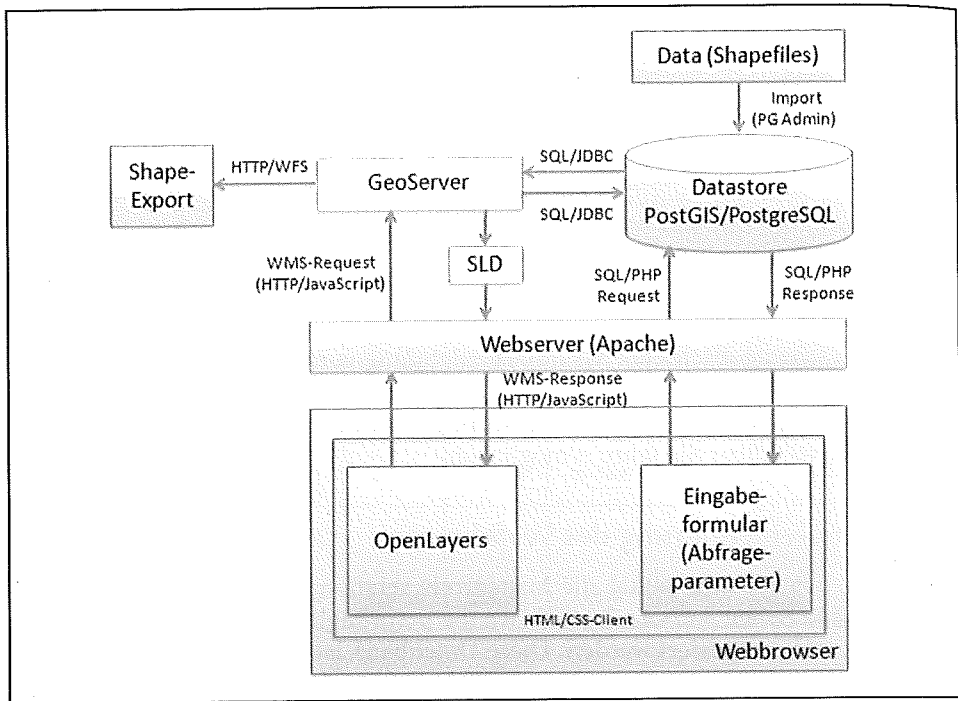 Data (Shapefiles)
Import
(PG Admin)
Shape-
Export
HTTP/WFS
GeoServer
SQL/JDBC
SQL/JDBC
Datastore
PostGIS/PostgreSQL
WMS-Request
(HTTP/JavaScript)
SLD
SQL/PHP
Request
SQL/PHP
Response
Webserver (Apache)
WMS-Response
(HTTP/JavaScript)
OpenLayers
Eingabe-
formular
(Abfrage-
parameter)
HTML/CSS-Client
Webbrowser